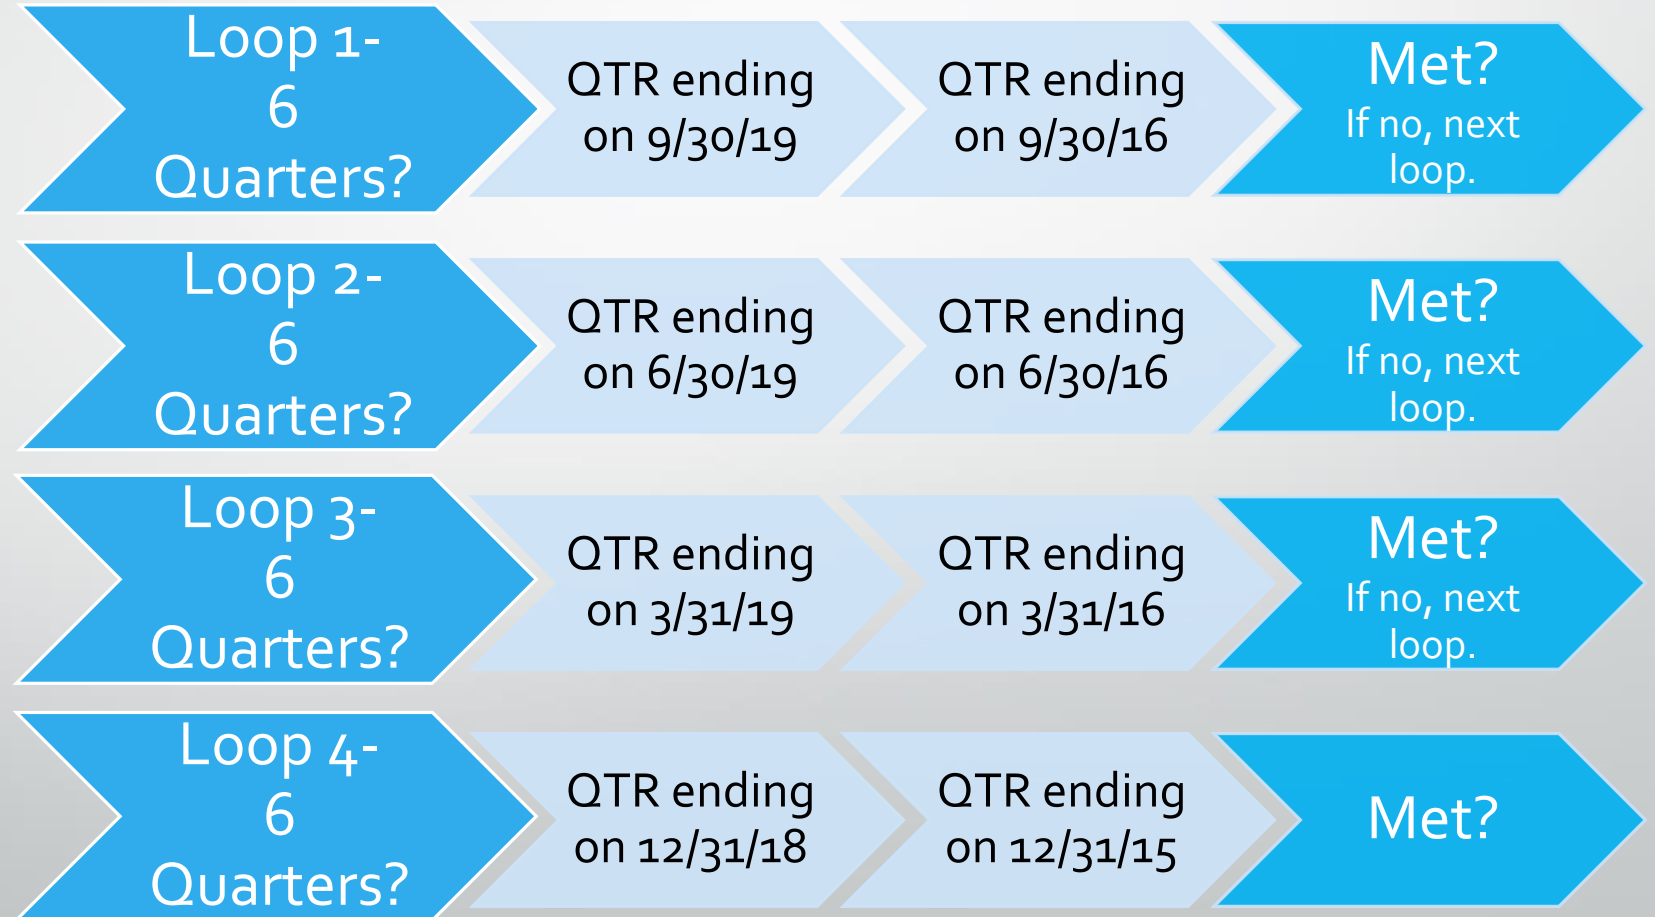 Loop 1-
6
Quarters?
QTR ending
on 9/30/19
QTR ending
on 9/30/16
Met?
If no, next
loop.
Loop 2-
6
Quarters?
QTR ending
on 6/30/19
QTR ending
on 6/30/16
Met?
If no, next
loop.
Loop 3-
6
Quarters?
QTR ending
on 3/31/19
QTR ending
on 3/31/16
Met?
If no, next
loop.
Loop 4-
6
Quarters?
QTR ending
on 12/31/18
QTR ending
on 12/31/15
Met?